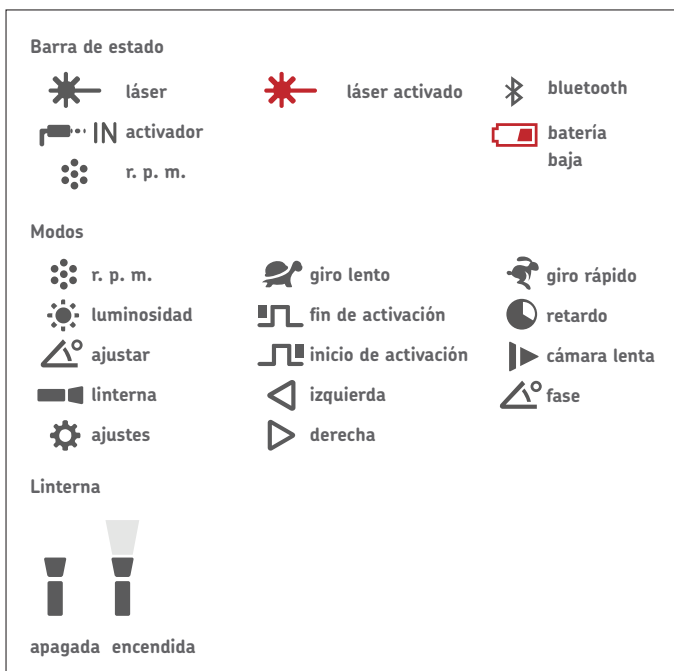 Barra de estado
láser
láser activado
bluetooth
IN activador
batería
baja
r. p. m.
Modos
r. p. m.
giro lento
giro rápido
luminosidad
fin de activación
retardo
ajustar
inicio de activación
cámara lenta
linterna
izquierda
fase
ajustes
derecha
Linterna
apagada encendida